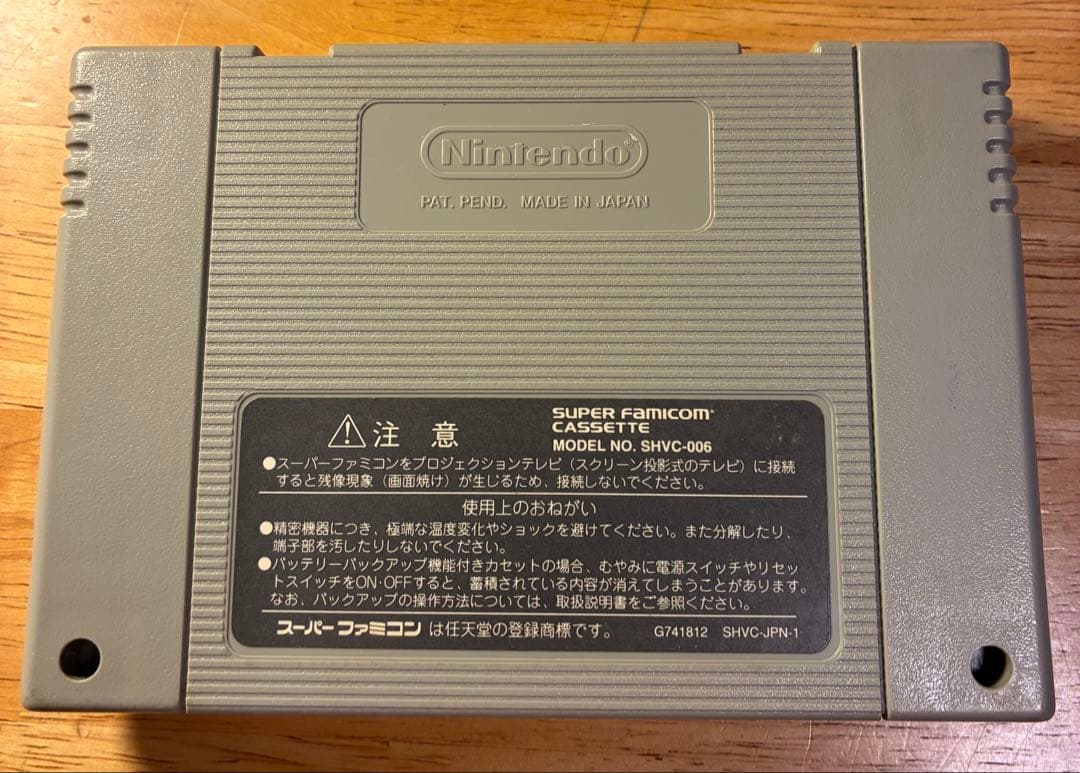 Nintendo®
PAT. PEND. MADE IN JAPAN
注意
SUPER FAMICOM®
CASSETTE
MODEL NO. SHVC-006
●スーパーファミコンをプロジェクションテレビ（スクリーン投影式のテレビ）に接続
すると残像現象（画面焼け）が生じるため、接続しないでください。
使用上のおねがい
●精密機器につき、極端な温度変化やショックを避けてください。また分解したり、
端子部を汚したりしないでください。
●バッテリーバックアップ機能付きカセットの場合、むやみに電源スイッチやリセッ
トスイッチをON・OFFすると、蓄積されている内容が消えてしまうことがあります。
なお、バックアップの操作方法については、取扱説明書をご参照ください。
スーパーファミコンは任天堂の登録商標です。 G741812 SHVC-JPN-1